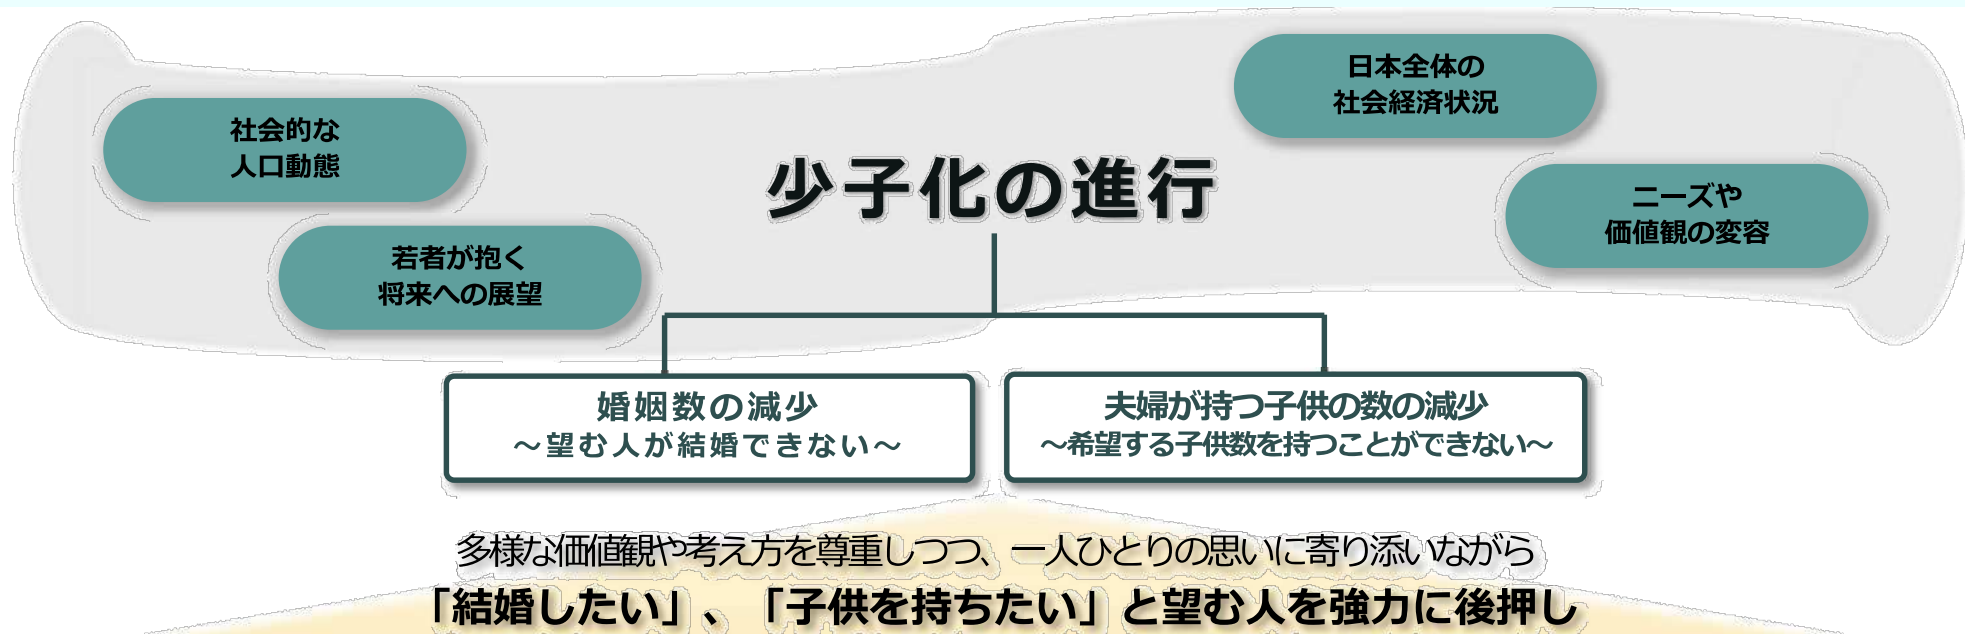 社会的な
人口動態
若者が抱く
将来への展望
少子化の進行
日本全体の
社会経済状況
ニーズや
価値観の変容
婚姻数の減少
～望む人が結婚できない～
夫婦が持つ子供の数の減少
～希望する子供数を持つことができない～
多様な価値観や考え方を尊重しつつ、一人ひとりの思いに寄り添いながら
「結婚したい」、「子供を持ちたい」と望む人を強力に後押し